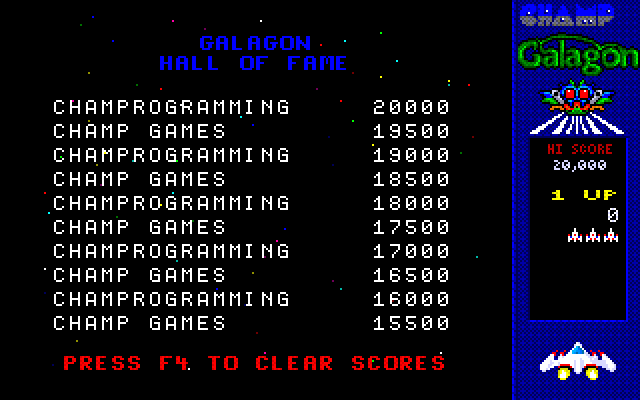 GALAGON
HALL OF FAME
CHAMPROGRAMMING 20000
CHAMP GAMES 19500
CHAMPROGRAMMING 19000
CHAMP GAMES 18500
CHAMPROGRAMMING 18000
CHAMP GAMES 17500
CHAMPROGRAMMING 17000
CHAMP GAMES 16500
CHAMPROGRAMMING 16000
CHAMP GAMES 15500
PRESS F4 TO CLEAR SCORES
CHAMP
Galagon
HI SCORE
20,000
1 UP
0